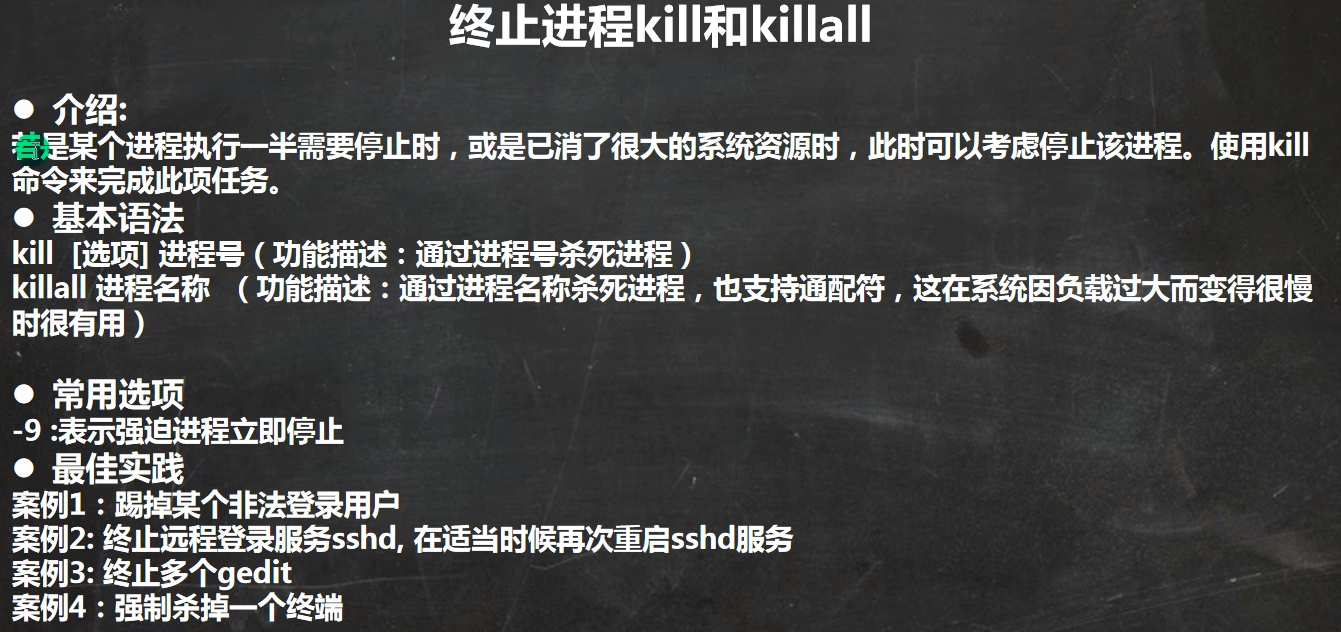 终止进程kill和killall
● 介绍:
若是某个进程执行一半需要停止时，或是已消了很大的系统资源时，此时可以考虑停止该进程。使用kill
命令来完成此项任务。
● 基本语法
kill [选项] 进程号（功能描述：通过进程号杀死进程）
killall 进程名称 （功能描述：通过进程名称杀死进程，也支持通配符，这在系统因负载过大而变得很慢
时很有用）
● 常用选项
-9 :表示强迫进程立即停止
● 最佳实践
案例1：踢掉某个非法登录用户
案例2: 终止远程登录服务sshd, 在适当时候再次重启sshd服务
案例3: 终止多个gedit
案例4：强制杀掉一个终端